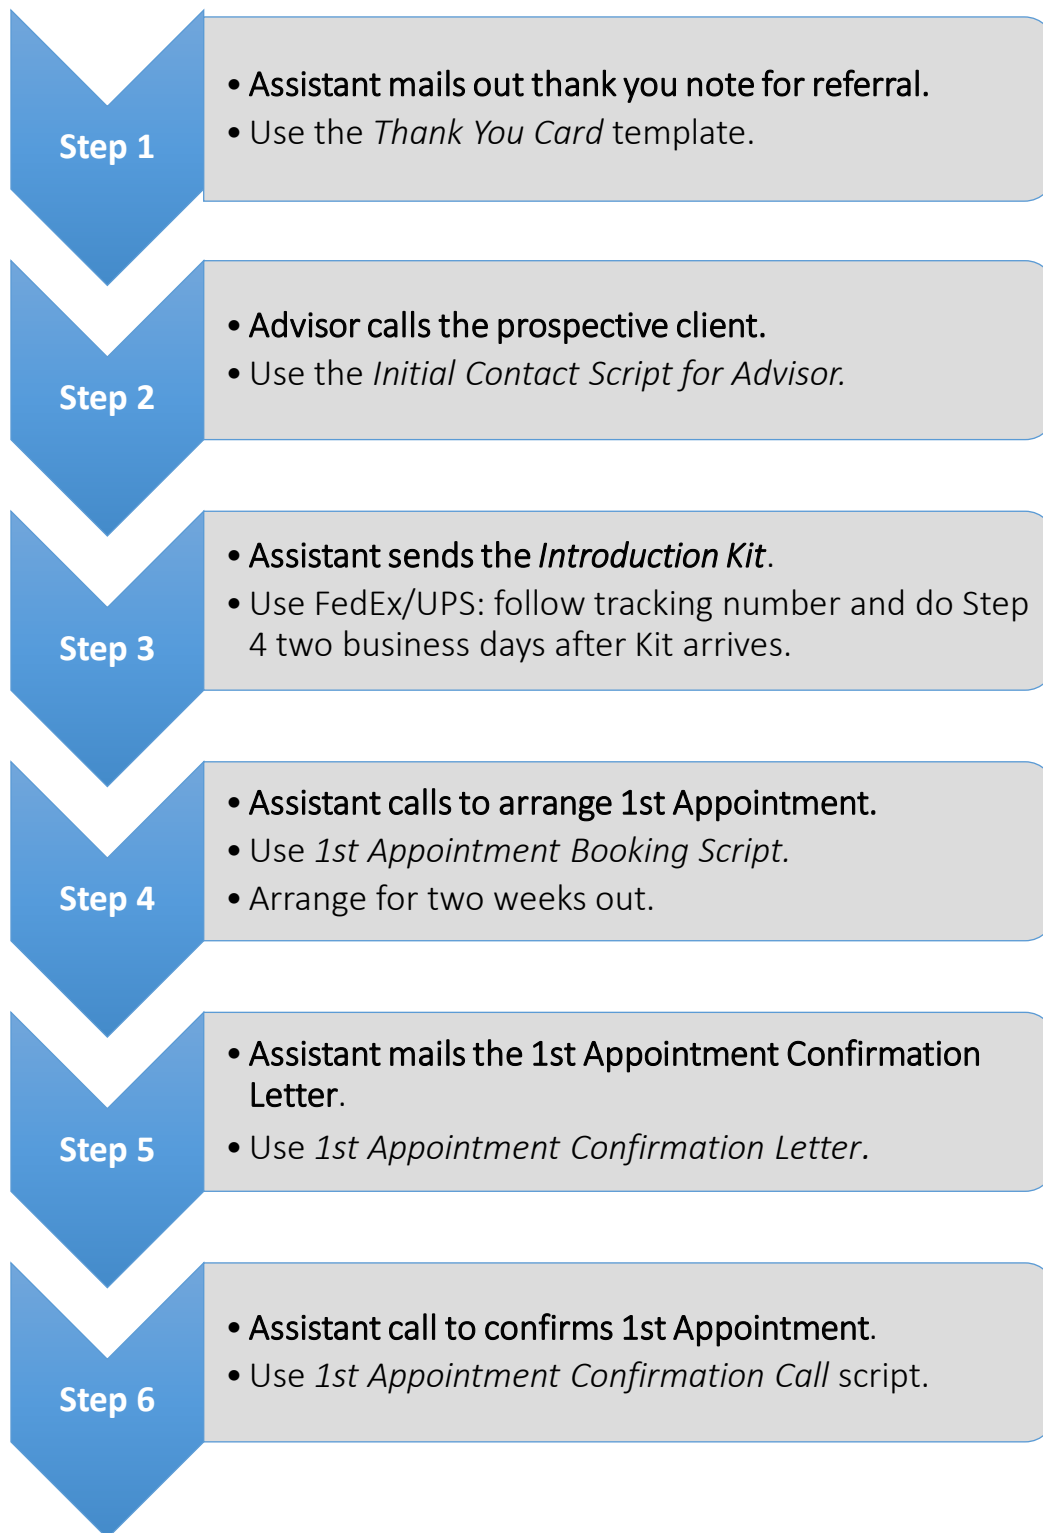 Step 1
• Assistant mails out thank you note for referral.
• Use the Thank You Card template.
Step 2
• Advisor calls the prospective client.
• Use the Initial Contact Script for Advisor.
Step 3
• Assistant sends the Introduction Kit.
• Use FedEx/UPS: follow tracking number and do Step
4 two business days after Kit arrives.
Step 4
• Assistant calls to arrange 1st Appointment.
• Use 1st Appointment Booking Script.
• Arrange for two weeks out.
Step 5
• Assistant mails the 1st Appointment Confirmation
Letter.
• Use 1st Appointment Confirmation Letter.
Step 6
• Assistant call to confirms 1st Appointment.
• Use 1st Appointment Confirmation Call script.